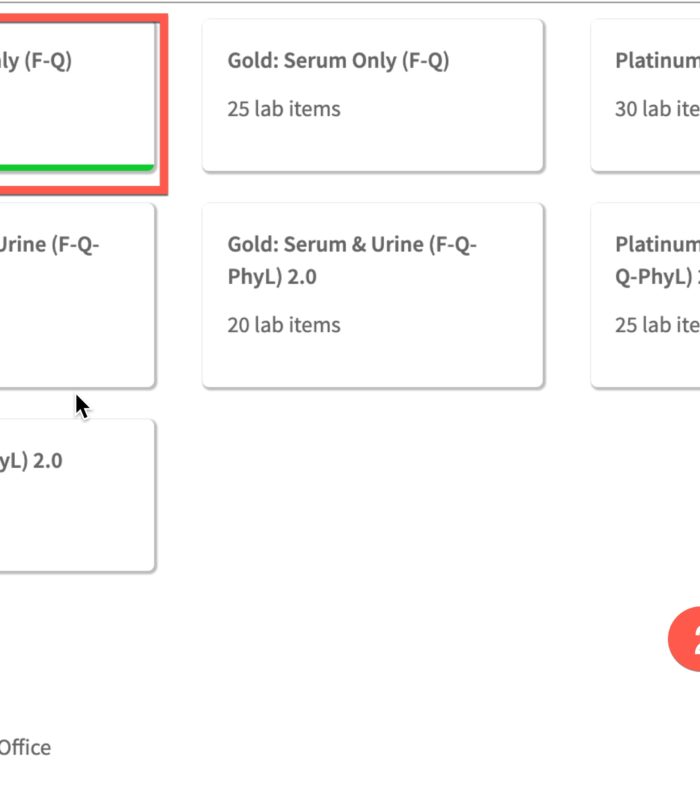 ly (F-Q)
Gold: Serum Only (F-Q)
Platinum
25 lab items
30 lab ite
Urine (F-Q-
Gold: Serum & Urine (F-Q-
PhyL) 2.0
Platinum
Q-PhyL)
20 lab items
25 lab ite
yL) 2.0
Office